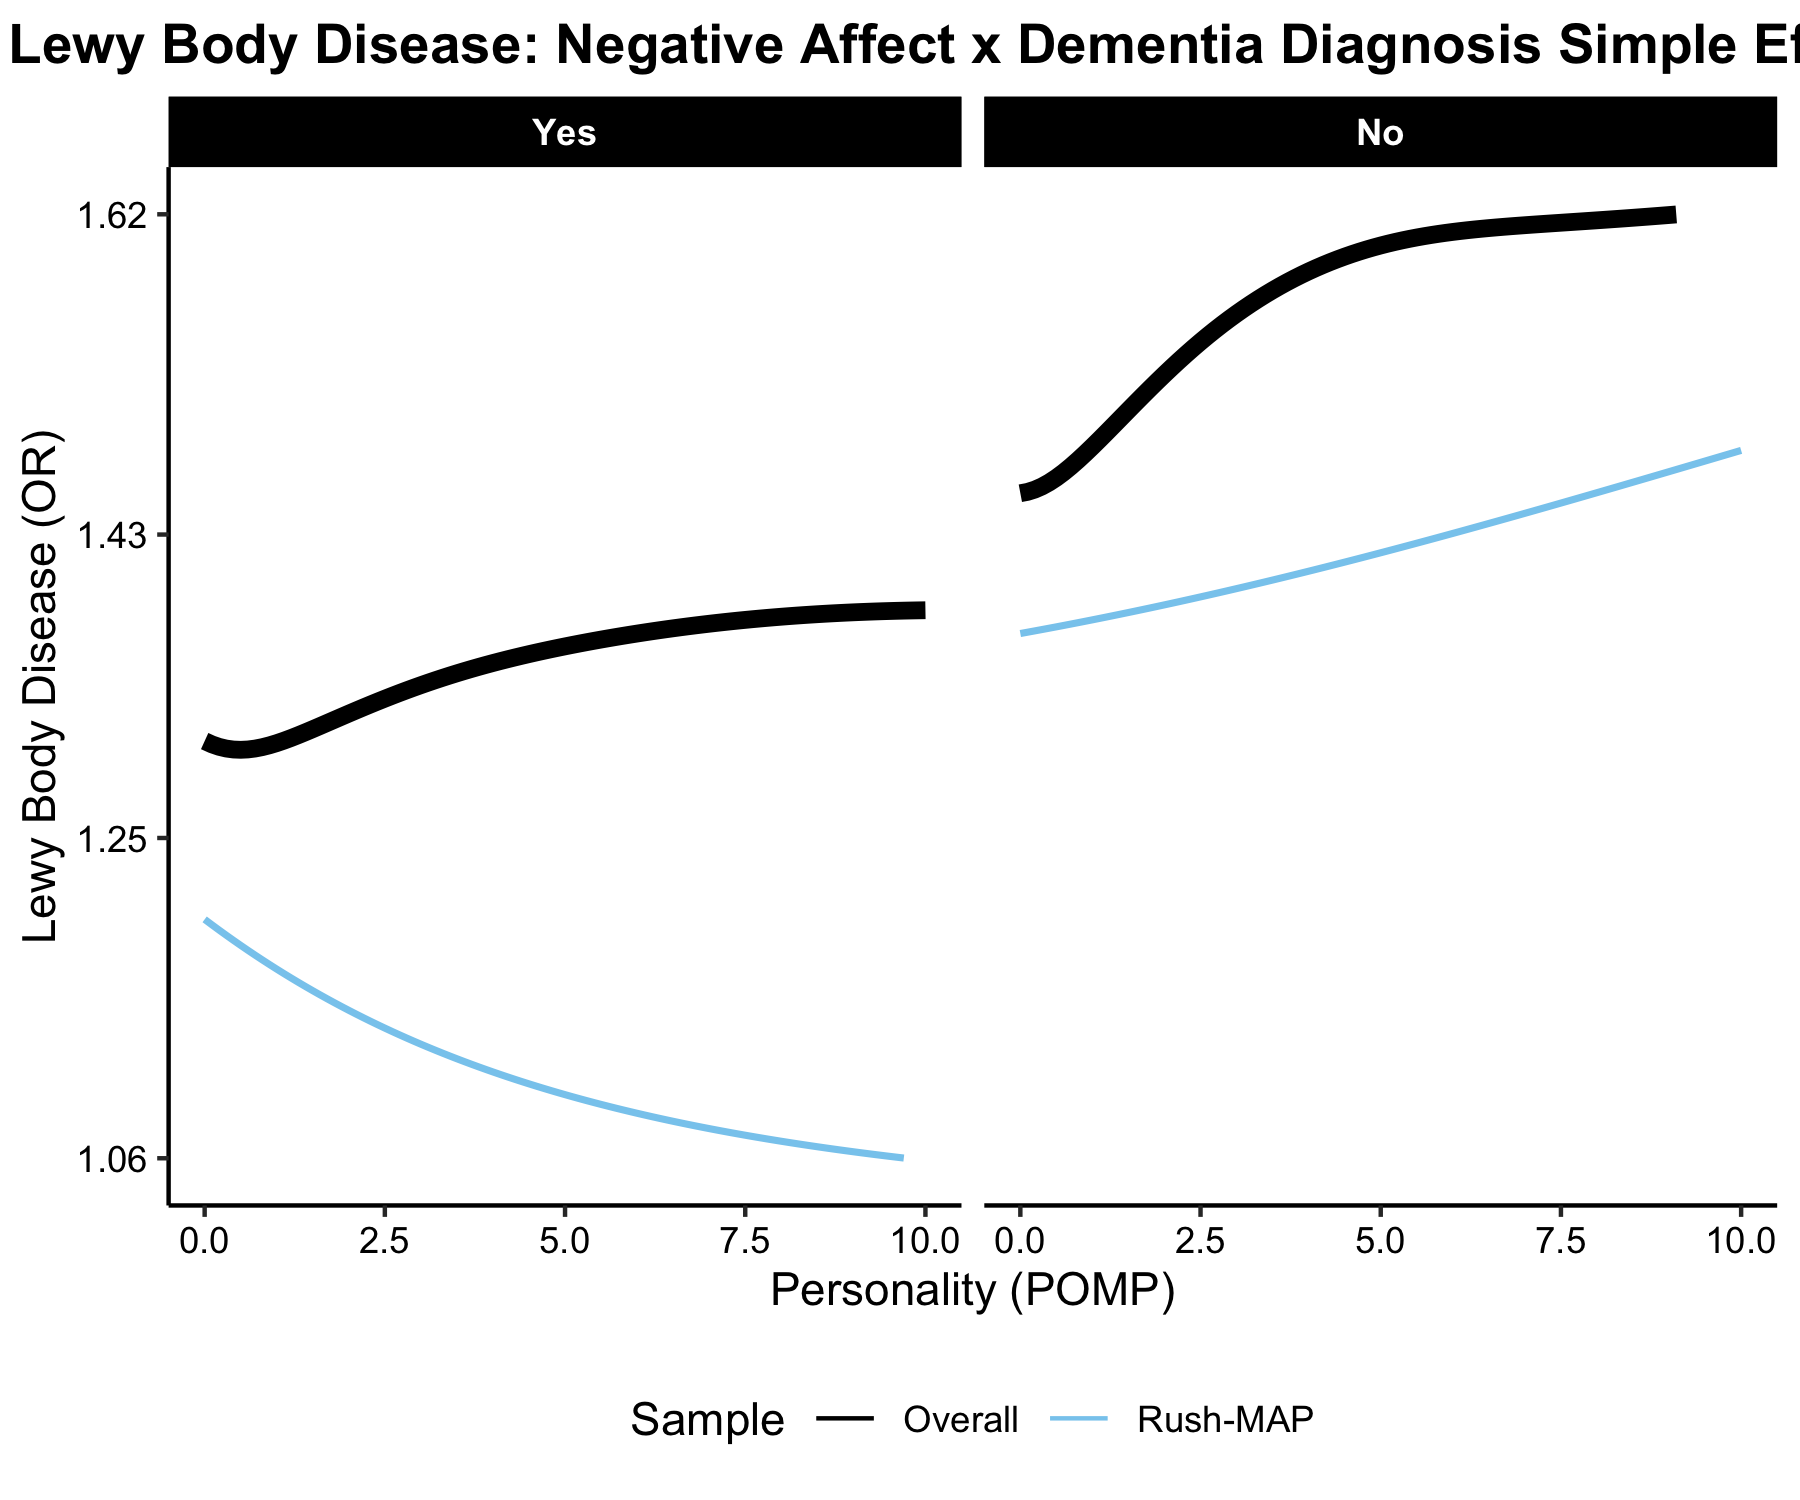 Lewy Body Disease: Negative Affect x Dementia Diagnosis Simple Ef
Yes
No
Lewy Body Disease (OR)
1.62
1.43
1.25
1.06
0.0 2.5 5.0 7.5 10.0
0.0 2.5 5.0 7.5 10.0
Personality (POMP)
Sample Overall Rush-MAP